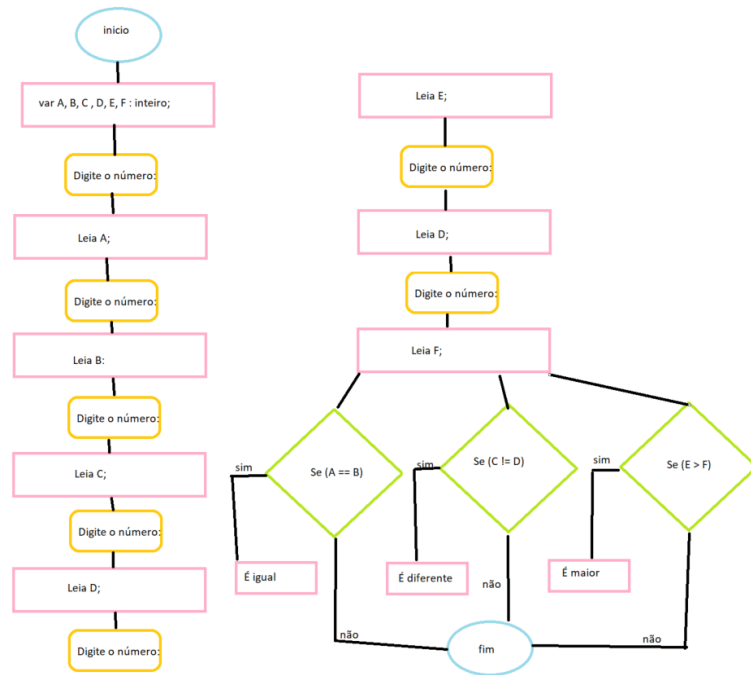 inicio
var A, B, C , D, E, F : inteiro;
Digite o número:
Leia A;
Digite o número:
Leia B:
Digite o número:
Leia C;
Digite o número:
Leia D;
Digite o número:
Leia E;
Digite o número:
Leia D;
Digite o número:
Leia F;
sim
Se (A == B)
sim
Se (C != D)
sim
Se (E > F)
É igual
É diferente
É maior
não
não
não
fim